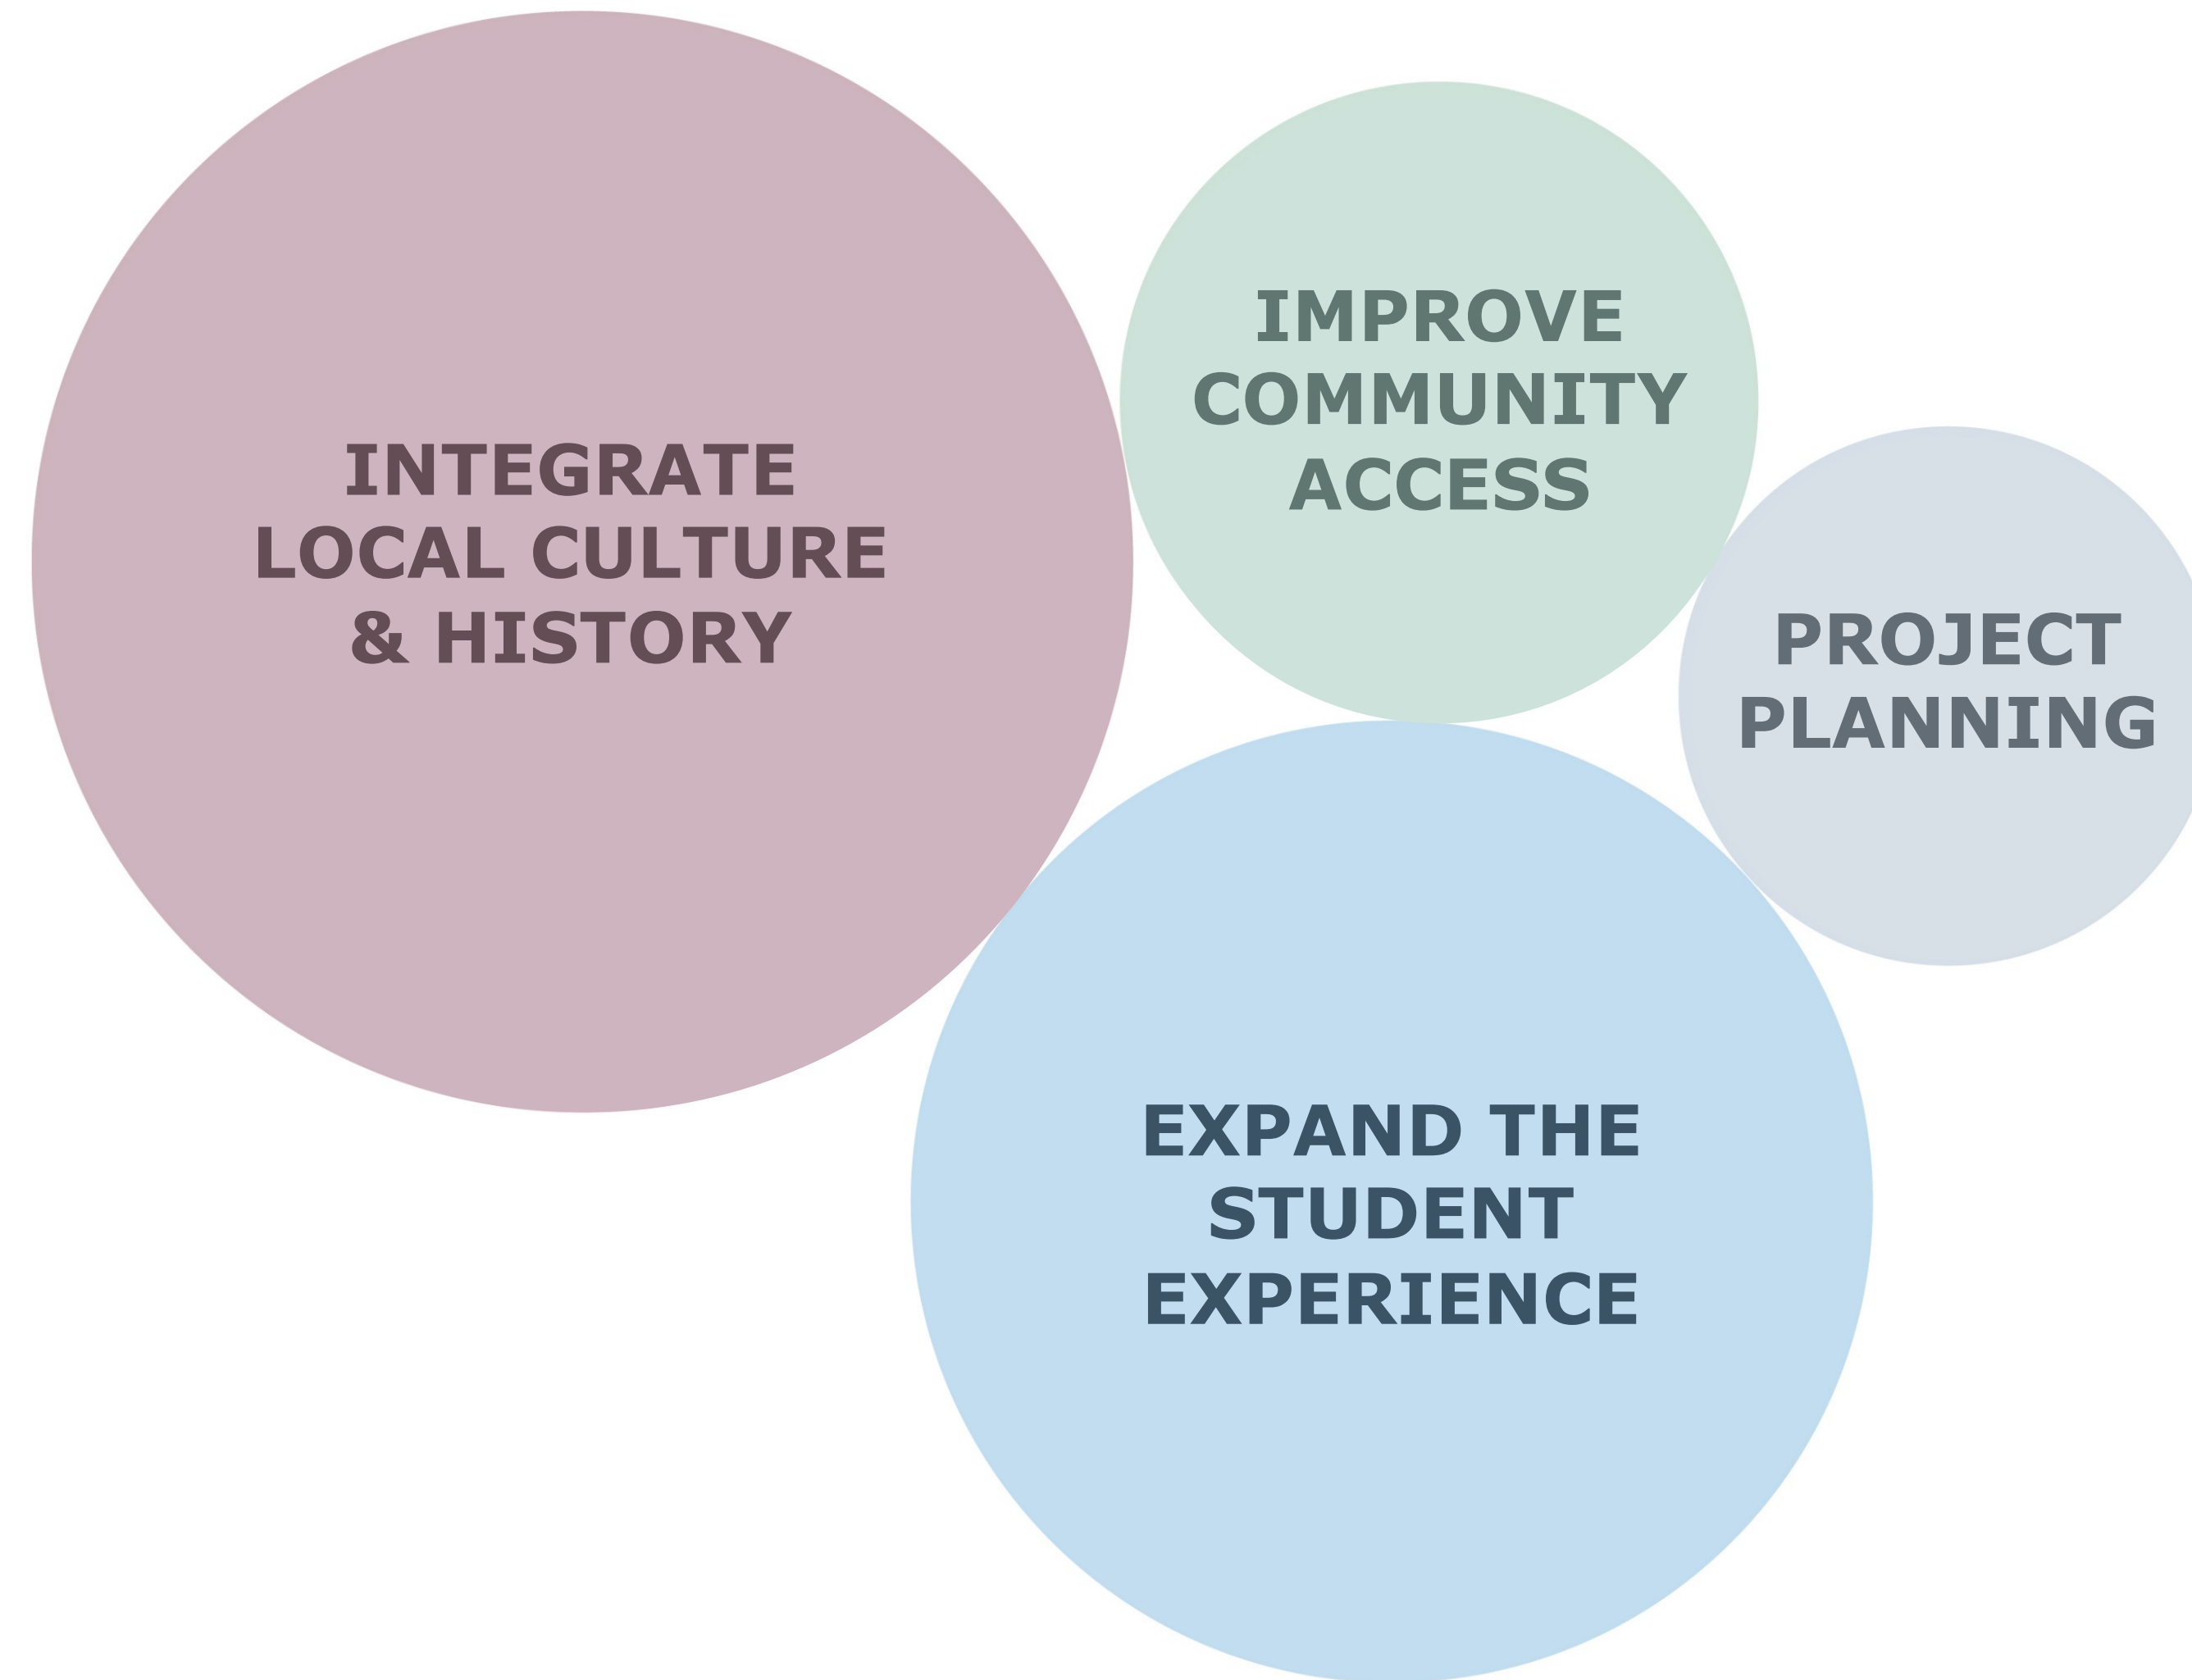 INTEGRATE
LOCAL CULTURE
& HISTORY
IMPROVE
COMMUNITY
ACCESS
PROJECT
PLANNING
EXPAND THE
STUDENT
EXPERIENCE